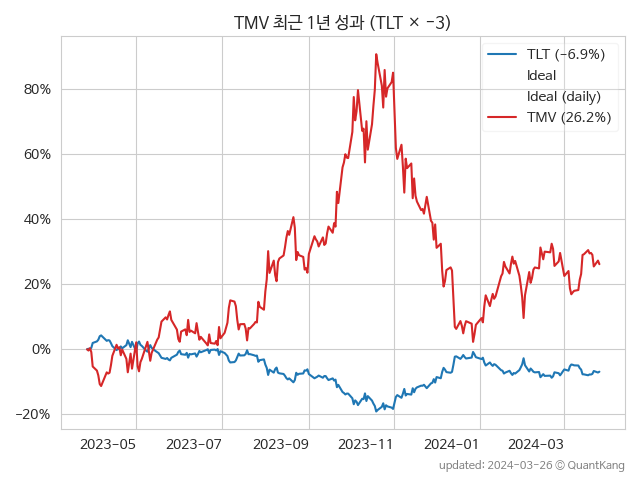 TMV 최근 1년 성과 (TLT × −3)
TLT (−6.9%)
Ideal
Ideal (daily)
TMV (26.2%)
80%
60%
40%
20%
0%
−20%
2023−05
2023−07
2023−09
2023−11
2024−01
2024−03
updated: 2024-03-26 © QuantKang